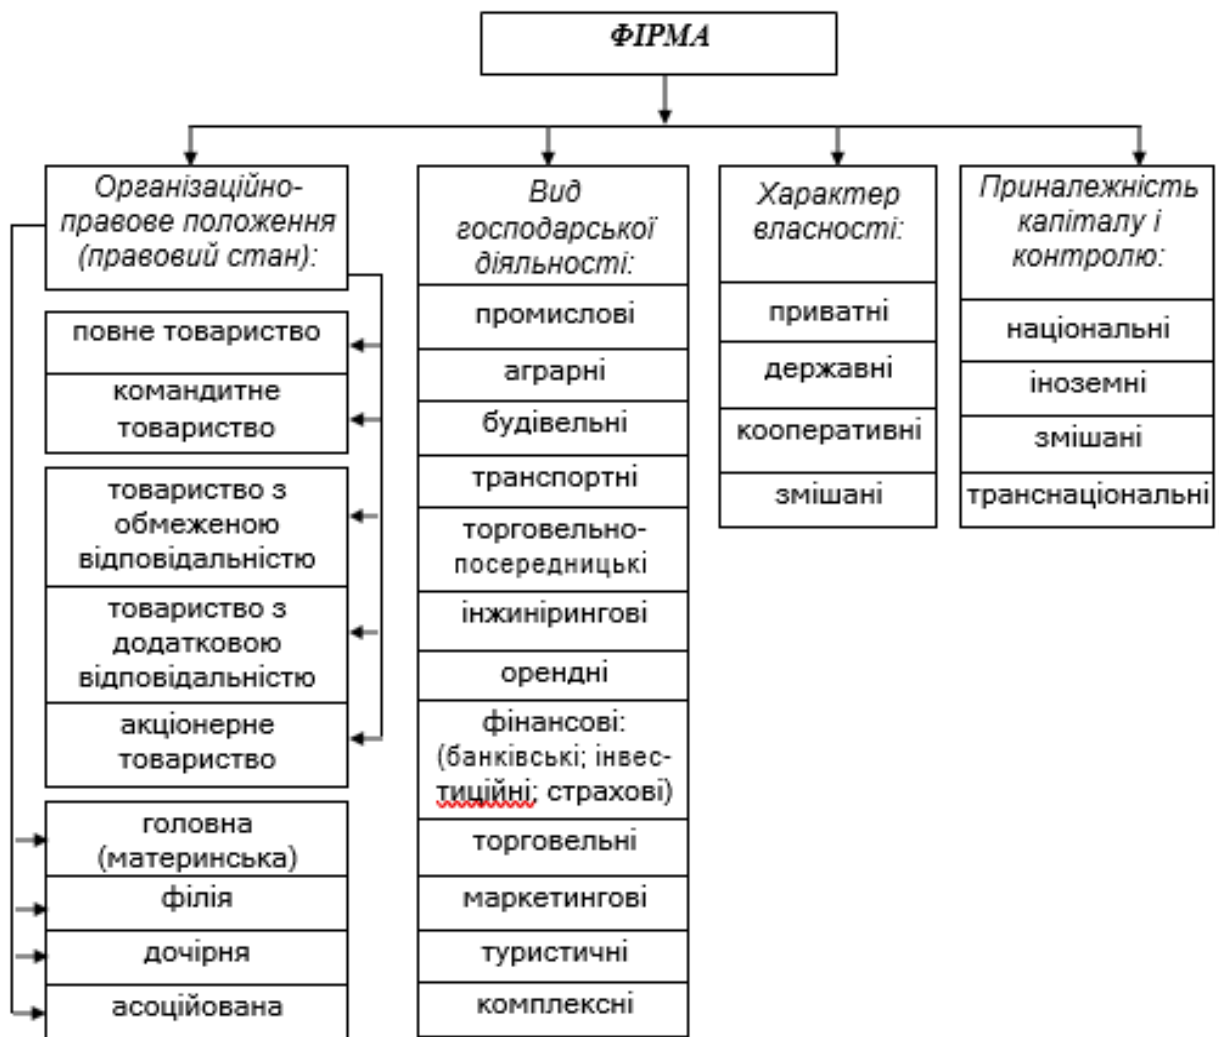 ФІРМА
Організаційно-
правове положення
(правовий стан):
повне товариство
командитне
товариство
товариство з
обмеженою
відповідальністю
товариство з
додатковою
відповідальністю
акціонерне
товариство
головна
(материнська)
філія
дочірня
асоційована
Вид
господарської
діяльності:
промислові
аграрні
будівельні
транспортні
торговельно-
посередницькі
інжинірингові
орендні
фінансові:
(банківські; інвес-
тиційні; страхові)
торговельні
маркетингові
туристичні
комплексні
Характер
власності:
приватні
державні
кооперативні
змішані
Приналежність
капіталу і
контролю:
національні
іноземні
змішані
транснаціональні